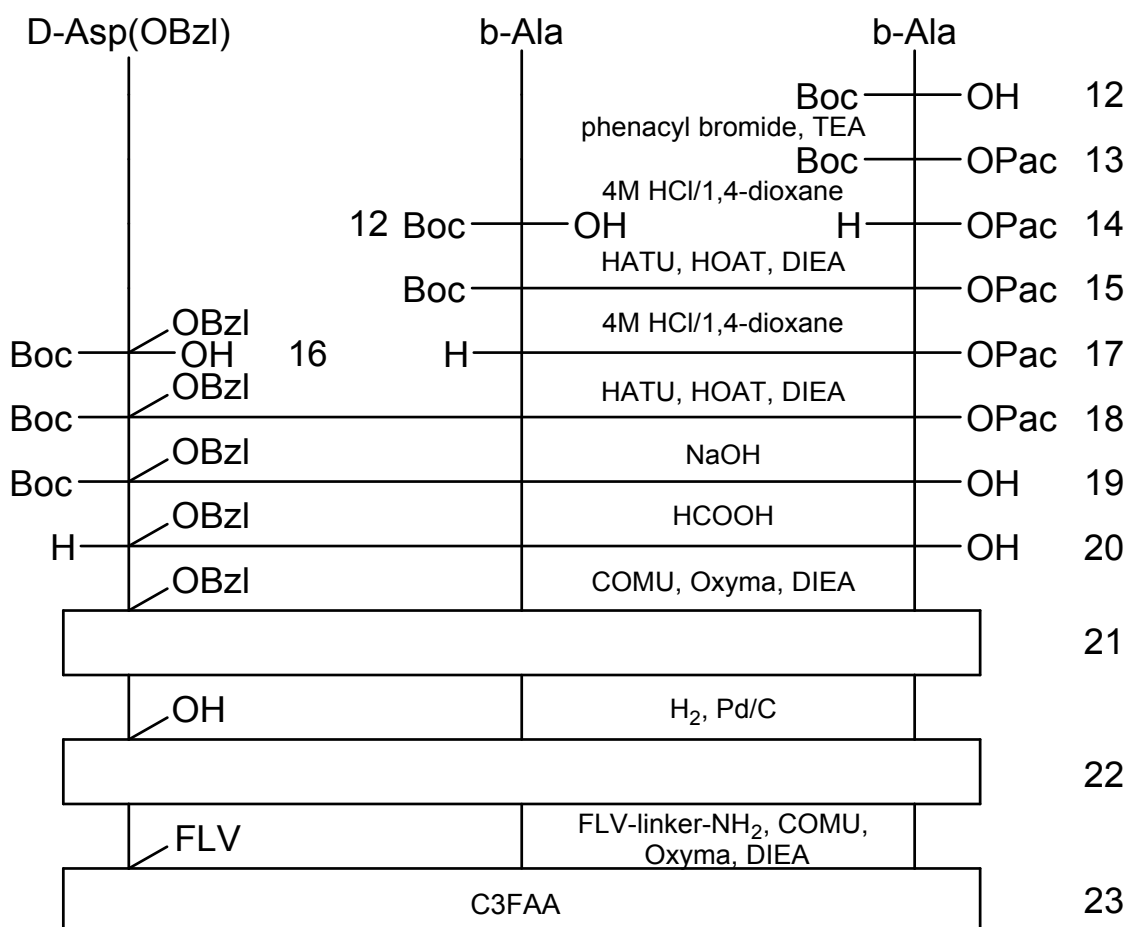 D-Asp(OBzl) b-Ala b-Ala
Boc OH 12
phenacyl bromide, TEA
Boc OPac 13
4M HCl/1,4-dioxane
12 Boc OH H OPac 14
HATU, HOAT, DIEA
Boc OPac 15
4M HCl/1,4-dioxane
OBzl
Boc OH 16 H OPac 17
OBzl
HATU, HOAT, DIEA
Boc OPac 18
OBzl
NaOH
Boc OH 19
OBzl
HCOOH
H OH 20
OBzl
COMU, Oxyma, DIEA
21
OH
H2, Pd/C
22
FLV
FLV-linker-NH2, COMU,
Oxyma, DIEA
C3FAA 23